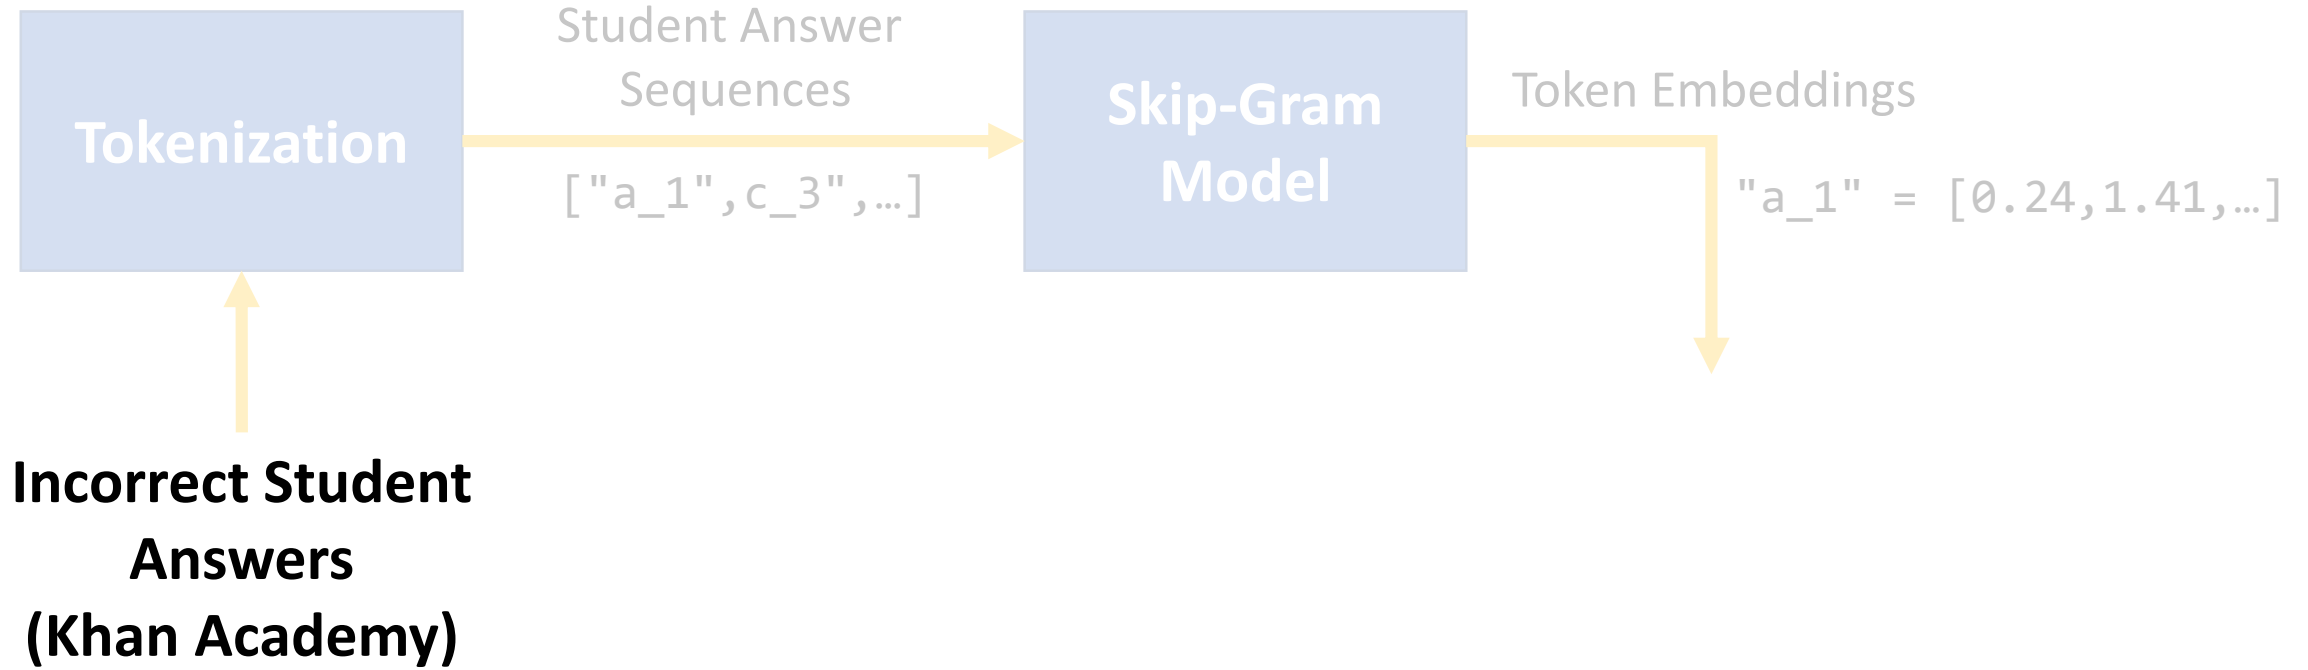 Student Answer
Sequences
Tokenization
["a_1",c_3",…]
Skip-Gram
Model
Token Embeddings
"a_1" = [0.24,1.41,…]
Incorrect Student
Answers
(Khan Academy)